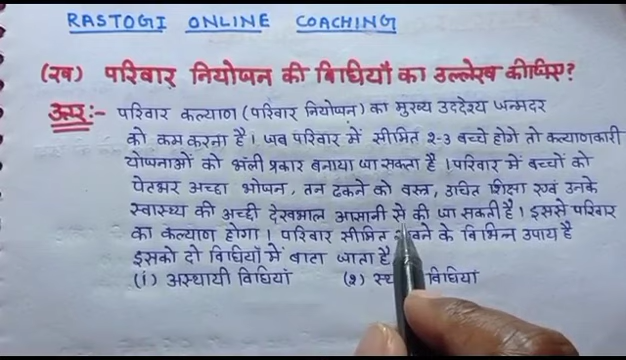 RASTOGI ONLINE COACHING
(ख) परिवार नियोजन की विधियाँ का उल्लेख कीजिए?
उत्तर:- परिवार कल्याण (परिवार नियोजन) का मुख्य उददेश्य जन्मदर
को कम करना है। जब परिवार में सीमित 2-3 बच्चे होगे तो कल्याणकारी
योजनाओं को भली प्रकार बनाया जा सकता है। परिवार में बच्चों को
पेटभर अच्छा भोजन, तन ढकने को वस्त्र, उचित शिक्षा एवं उनके
स्वास्थ्य की अच्छी देखभाल आसानी से की जा सकती है। इससे परिवार
का कल्याण होगा। परिवार सीमित के विभिन्न उपाय है
इसको दो विधियाँ में बाटा जाता है
(i) अस्थायी विधियां (2) विधियां